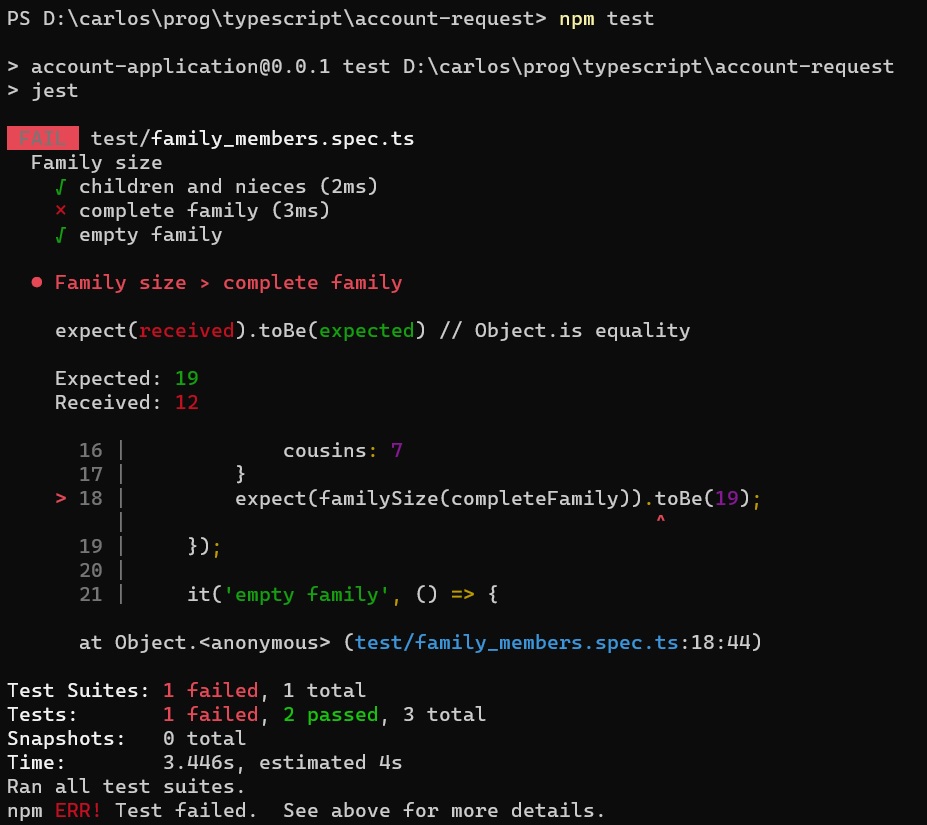 PS D:\carlos\prog\typescript\account-request> npm test
> account-application@0.0.1 test D:\carlos\prog\typescript\account-request
> jest
FAIL test/family_members.spec.ts
Family size
√ children and nieces (2ms)
× complete family (3ms)
√ empty family
● Family size > complete family
expect(received).toBe(expected) // Object.is equality
Expected: 19
Received: 12
16 | cousins: 7
17 | }
> 18 | expect(familySize(completeFamily)).toBe(19);
| ^
19 | });
20 |
21 | it('empty family', () => {
at Object.<anonymous> (test/family_members.spec.ts:18:44)
Test Suites: 1 failed, 1 total
Tests: 1 failed, 2 passed, 3 total
Snapshots: 0 total
Time: 3.446s, estimated 4s
Ran all test suites.
npm ERR! Test failed. See above for more details.